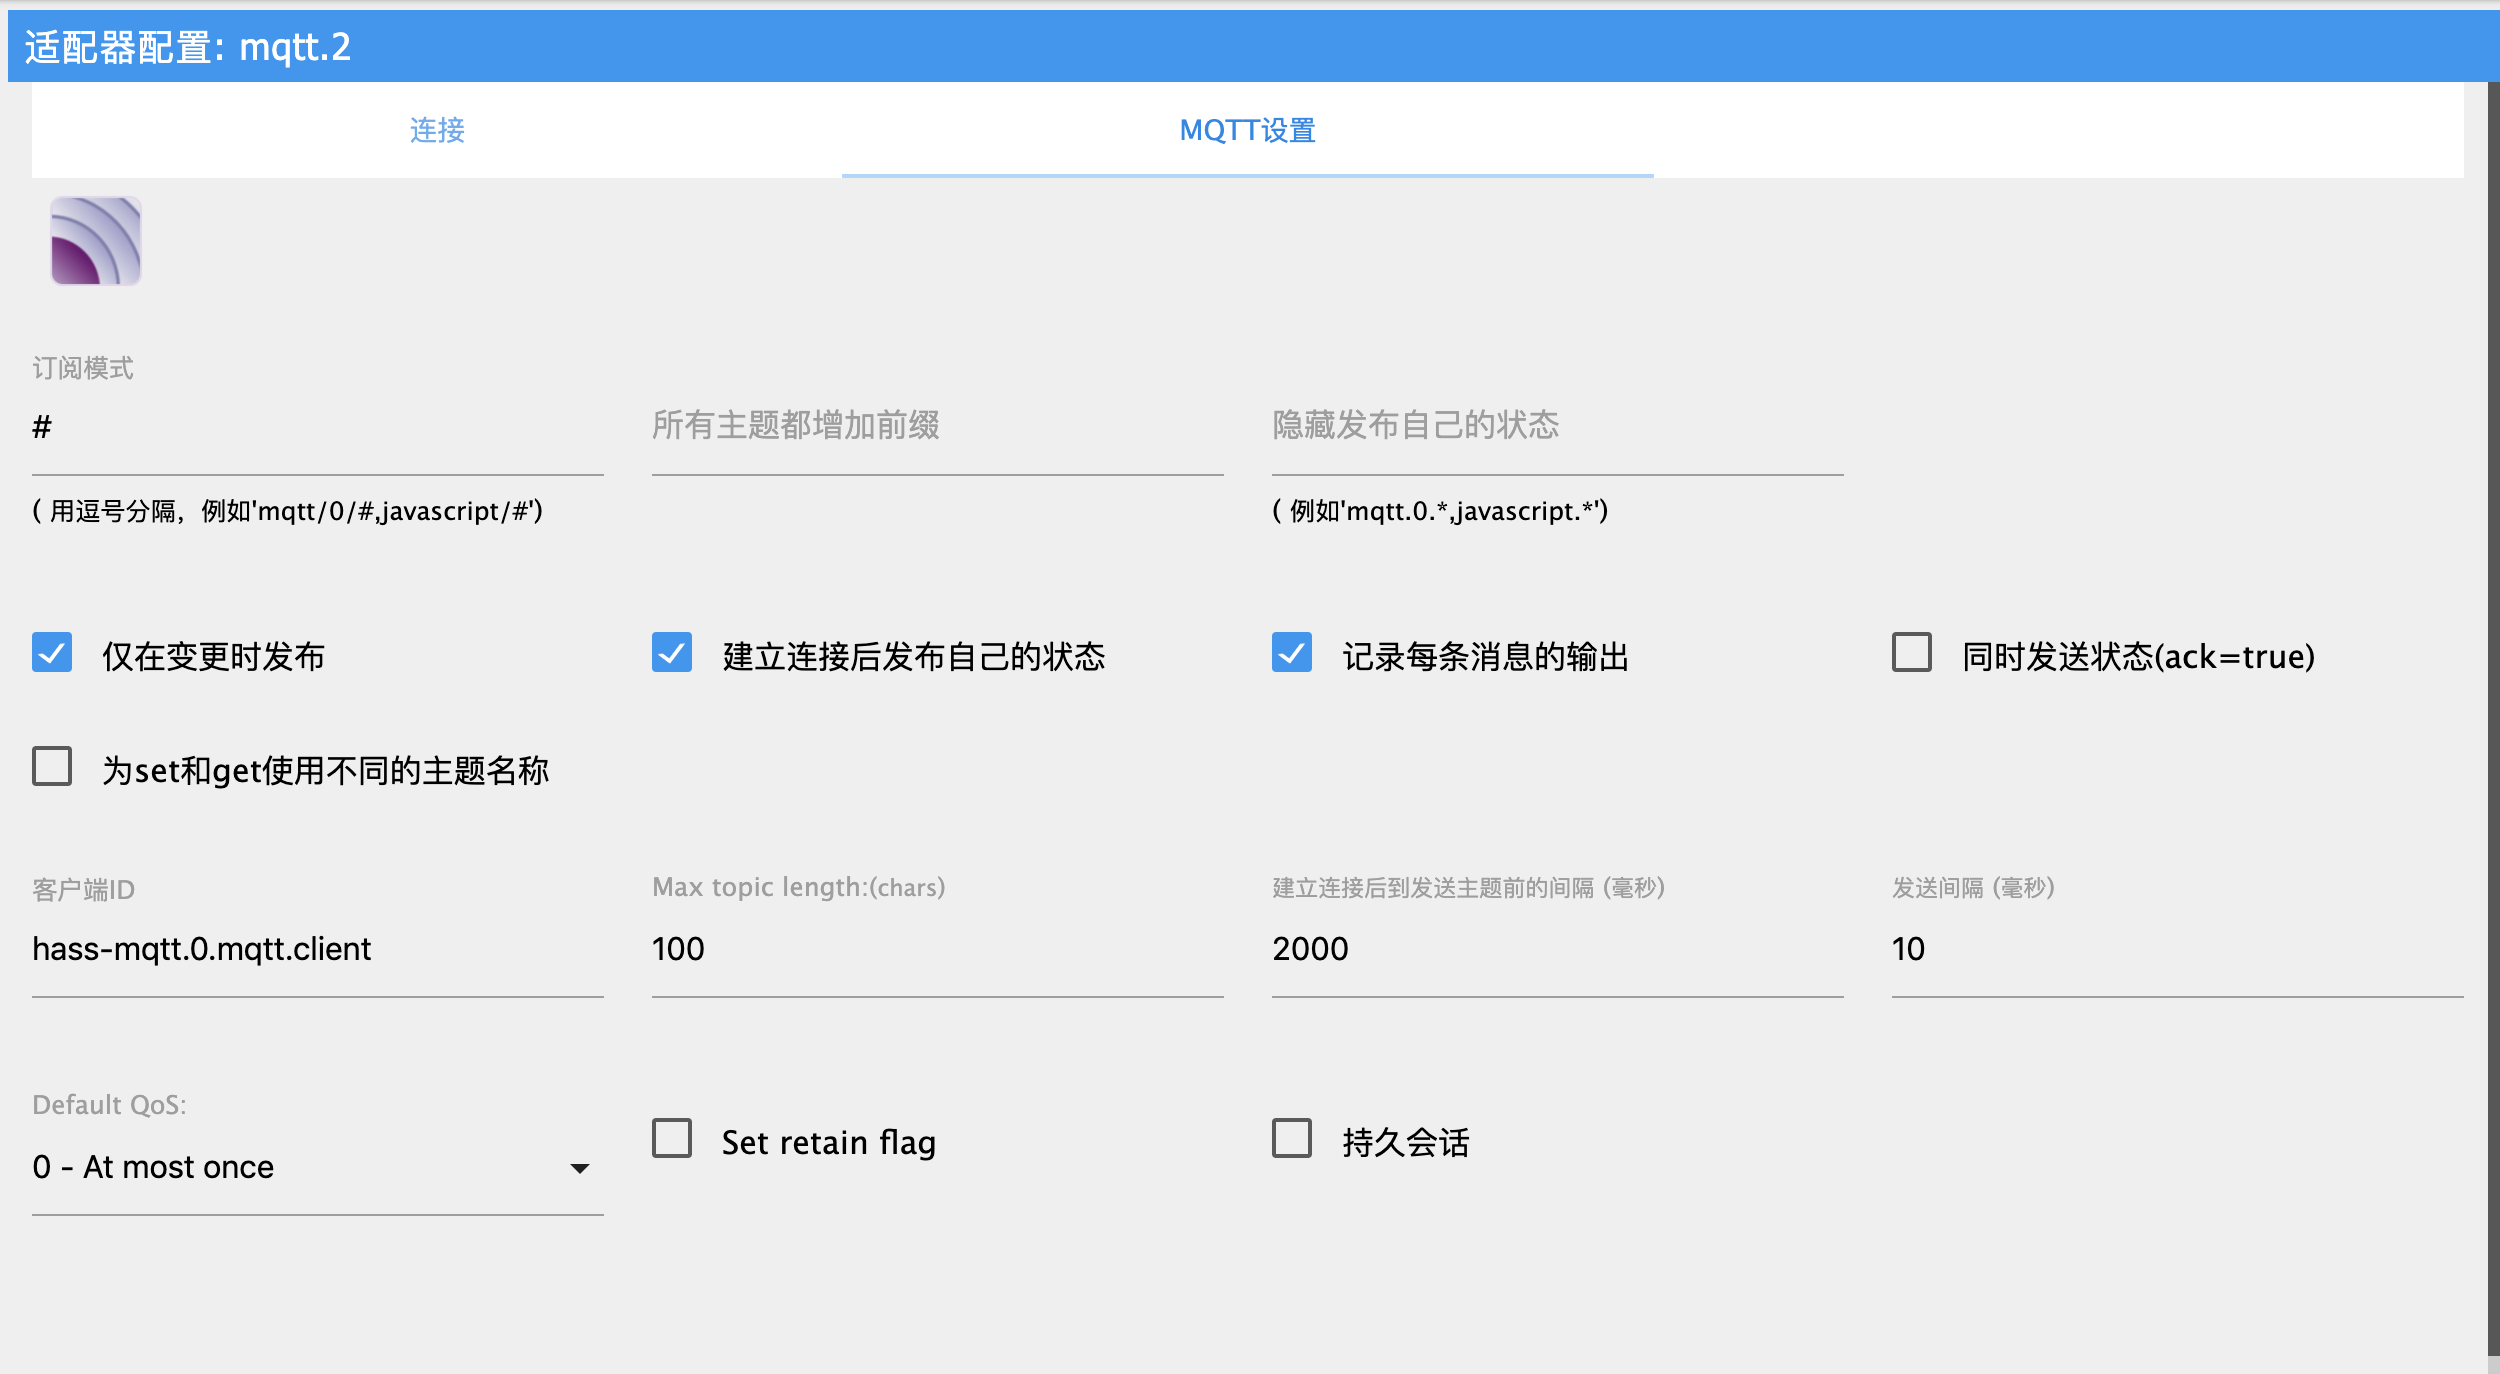 适配器配置: mqtt.2
连接
MQTT设置
订阅模式
#
所有主题都增加前缀
隐藏发布自己的状态
( 用逗号分隔，例如'mqtt/0/#,javascript/#')
( 例如'mqtt.0.*,javascript.*')
仅在变更时发布
建立连接后发布自己的状态
记录每条消息的输出
同时发送状态(ack=true)
为set和get使用不同的主题名称
客户端ID
Max topic length:(chars)
建立连接后到发送主题前的间隔 (毫秒)
发送间隔 (毫秒)
hass-mqtt.0.mqtt.client
100
2000
10
Default QoS:
0 - At most once
Set retain flag
持久会话